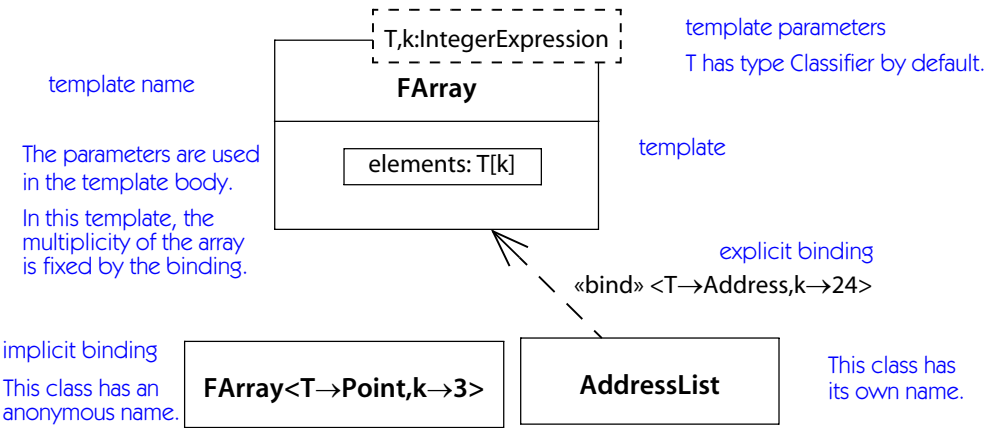 T,k:IntegerExpression
template parameters
T has type Classifier by default.
template name
FArray
The parameters are used
in the template body.
In this template, the
multiplicity of the array
is fixed by the binding.
elements: T[k]
template
explicit binding
«bind» <T→Address,k→24>
implicit binding
This class has an
anonymous name.
FArray<T→Point,k→3>
AddressList
This class has
its own name.